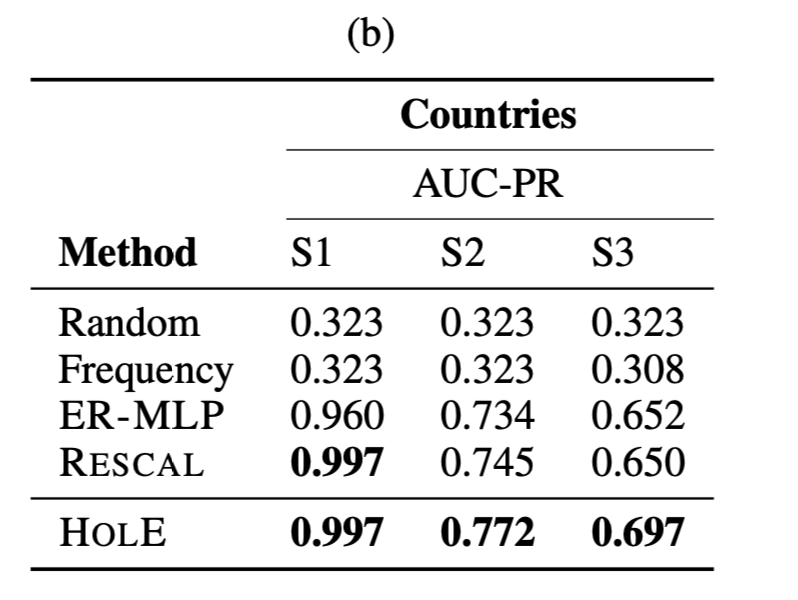 (b)
Countries
AUC-PR
Method S1 S2 S3
Random 0.323 0.323 0.323
Frequency 0.323 0.323 0.308
ER-MLP 0.960 0.734 0.652
RESCAL 0.997 0.745 0.650
HOLE 0.997 0.772 0.697